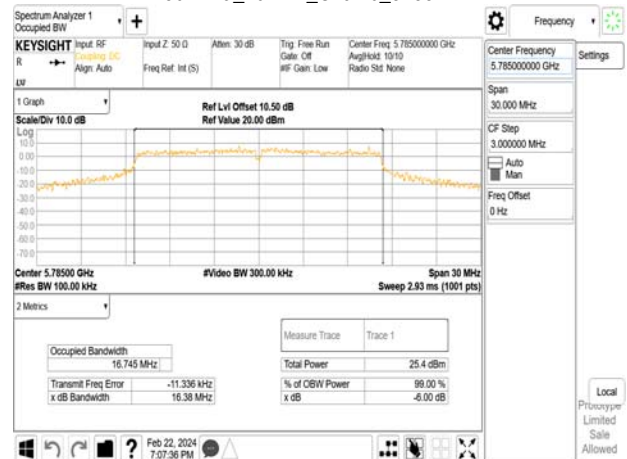 Spectrum Analyzer 1
Occupied BW
Frequency
KEYSIGHT
R
Input: RF
Coupling: DC
Align: Auto
Input Z: 50 Ω
Freq Ref: Int (S)
Atten: 30 dB
Trig: Free Run
Gate: Off
#IF Gain: Low
Center Freq: 5.785000000 GHz
Avg|Hold: 10/10
Radio Std: None
Center Frequency
5.785000000 GHz
Settings
Span
30.000 MHz
CF Step
3.000000 MHz
Auto
Man
Freq Offset
0 Hz
1 Graph
Scale/Div 10.0 dB
Ref Lvl Offset 10.50 dB
Ref Value 20.00 dBm
Log
10.0
0.00
-10.0
-20.0
-30.0
-40.0
-50.0
-60.0
-70.0
Center 5.78500 GHz
#Res BW 100.00 kHz
#Video BW 300.00 kHz
Span 30 MHz
Sweep 2.93 ms (1001 pts)
2 Metrics
Measure Trace
Trace 1
Occupied Bandwidth
16.745 MHz
Total Power
25.4 dBm
Transmit Freq Error
-11.336 kHz
% of OBW Power
99.00 %
x dB Bandwidth
16.38 MHz
x dB
-6.00 dB
Local
Prototype
Limited
Sale
Allowed
Feb 22, 2024
7:07:36 PM